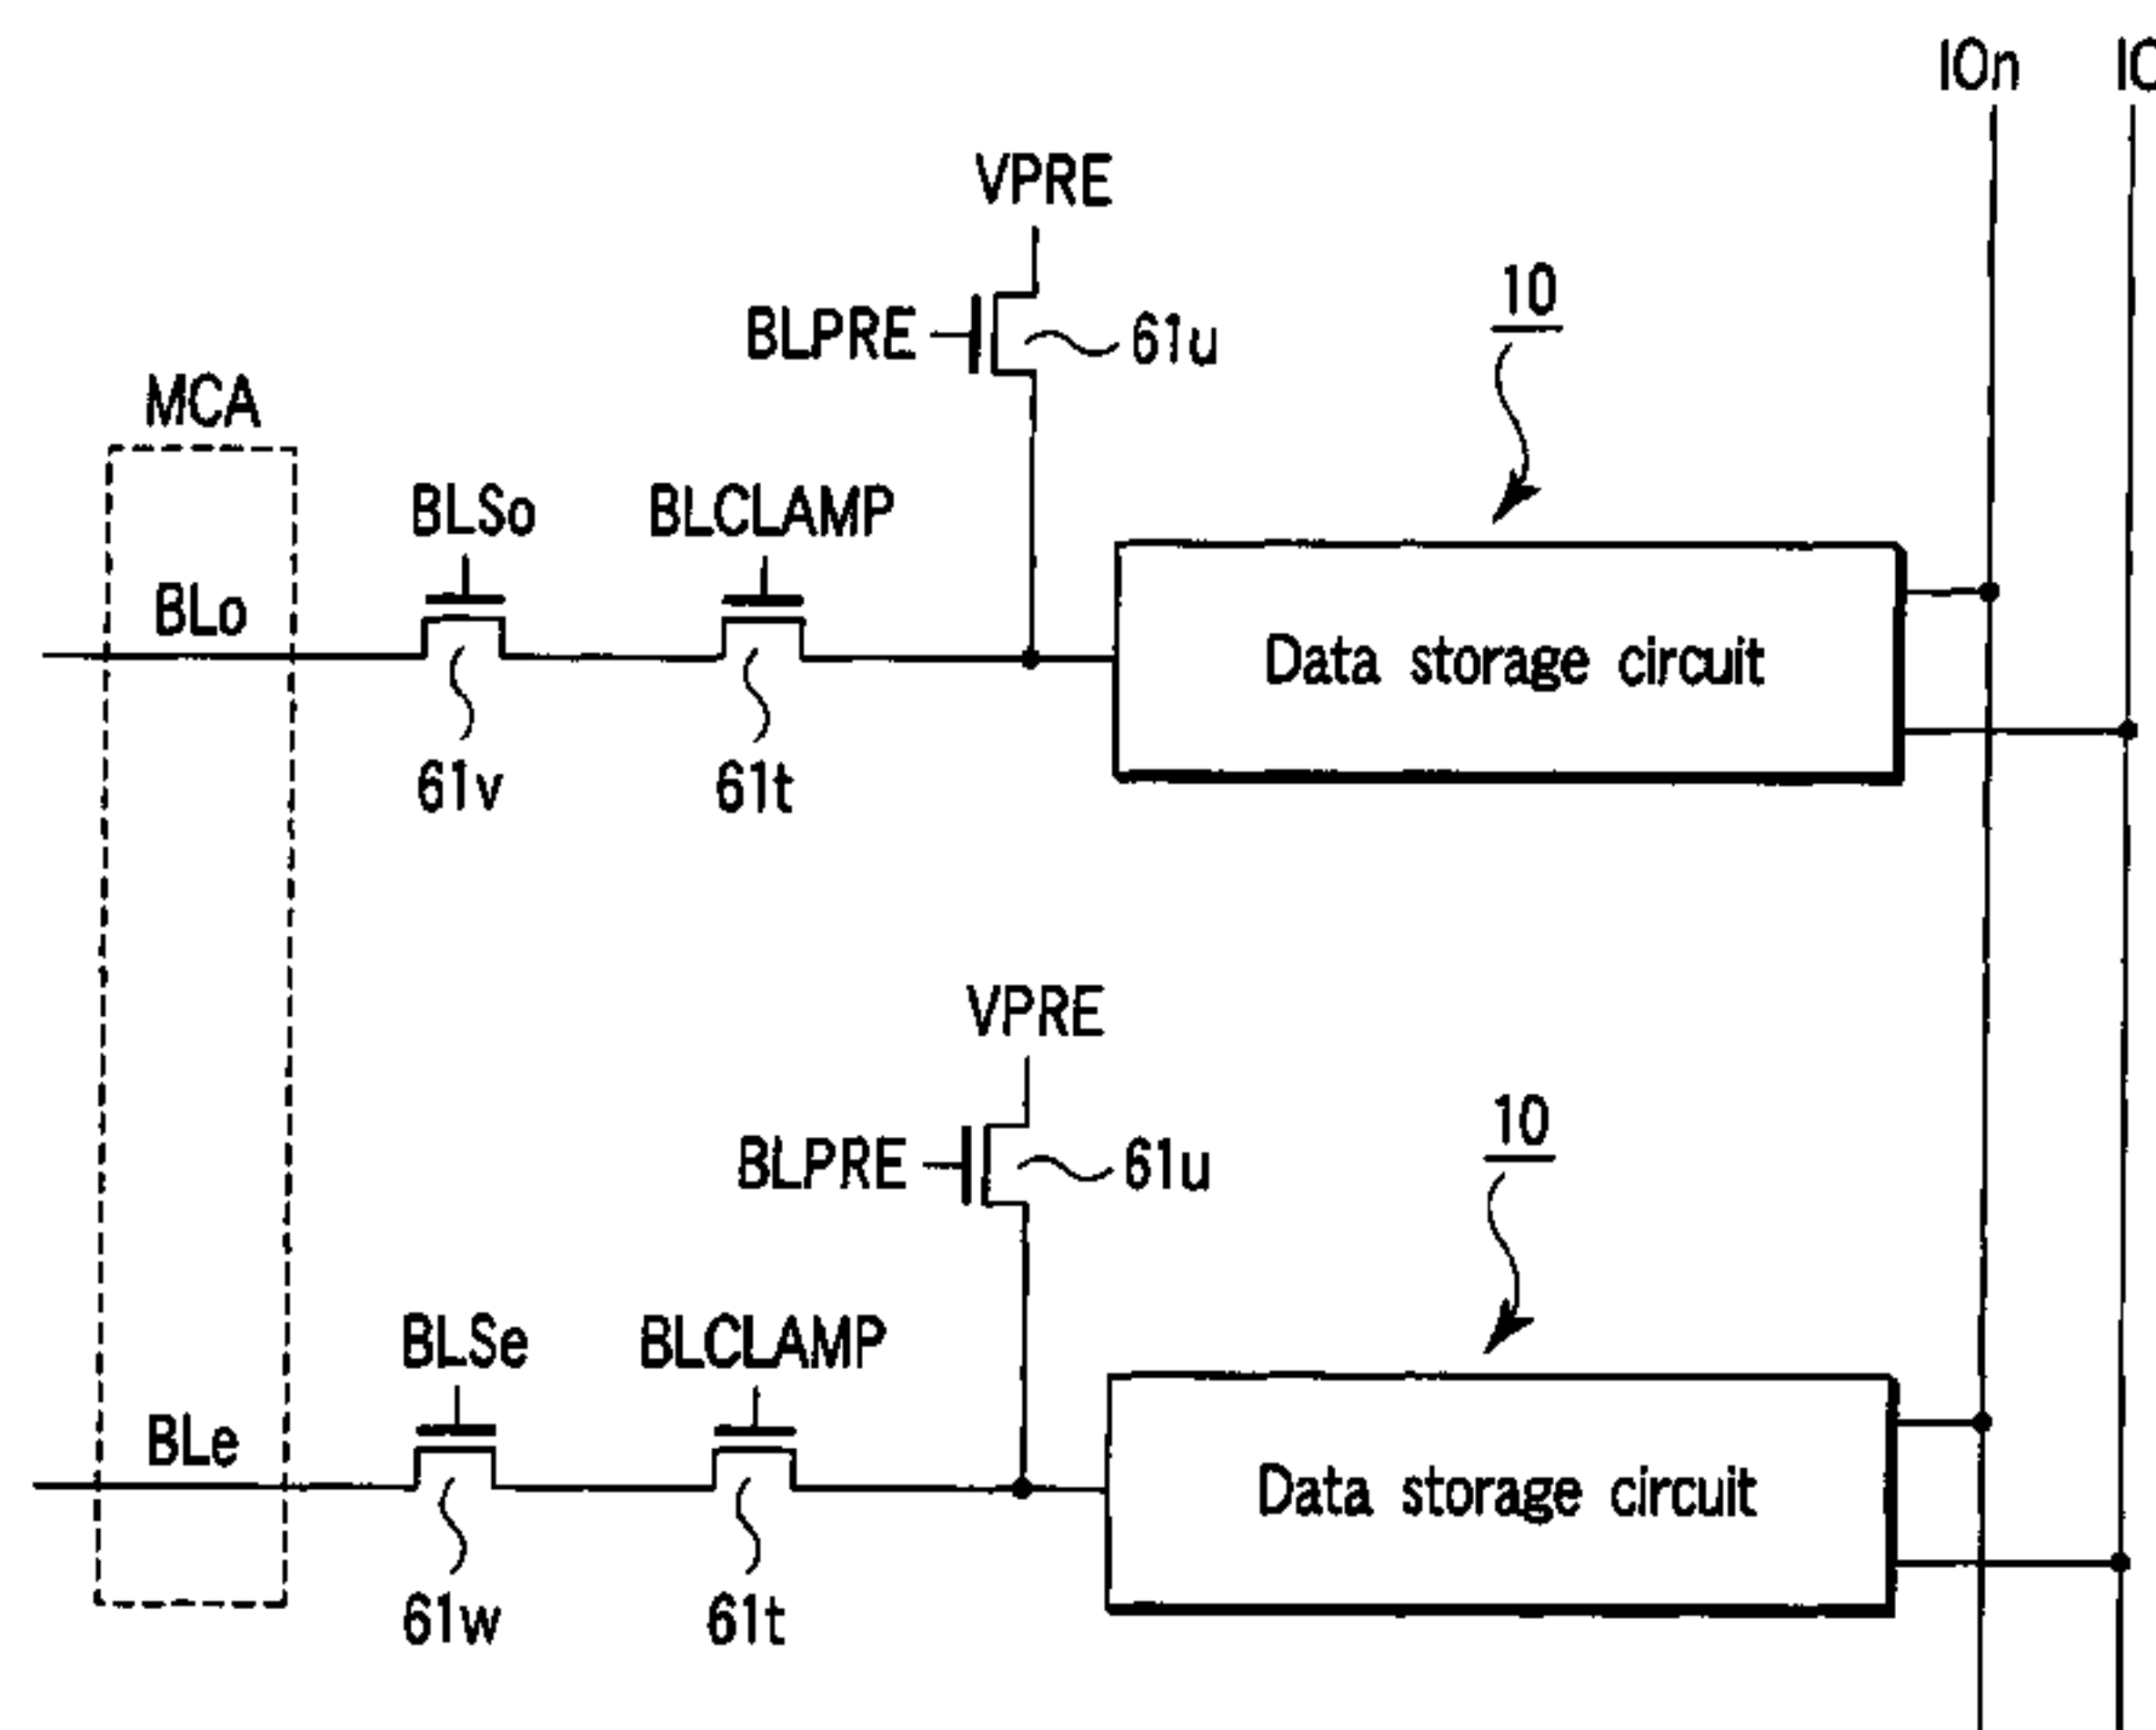 IOn
IO
VPRE
10
BLPRE
61u
MCA
BLSo
BLCLAMP
BLo
Data storage circuit
61v
61t
VPRE
10
BLPRE
61u
BLSe
BLCLAMP
BLe
Data storage circuit
61w
61t